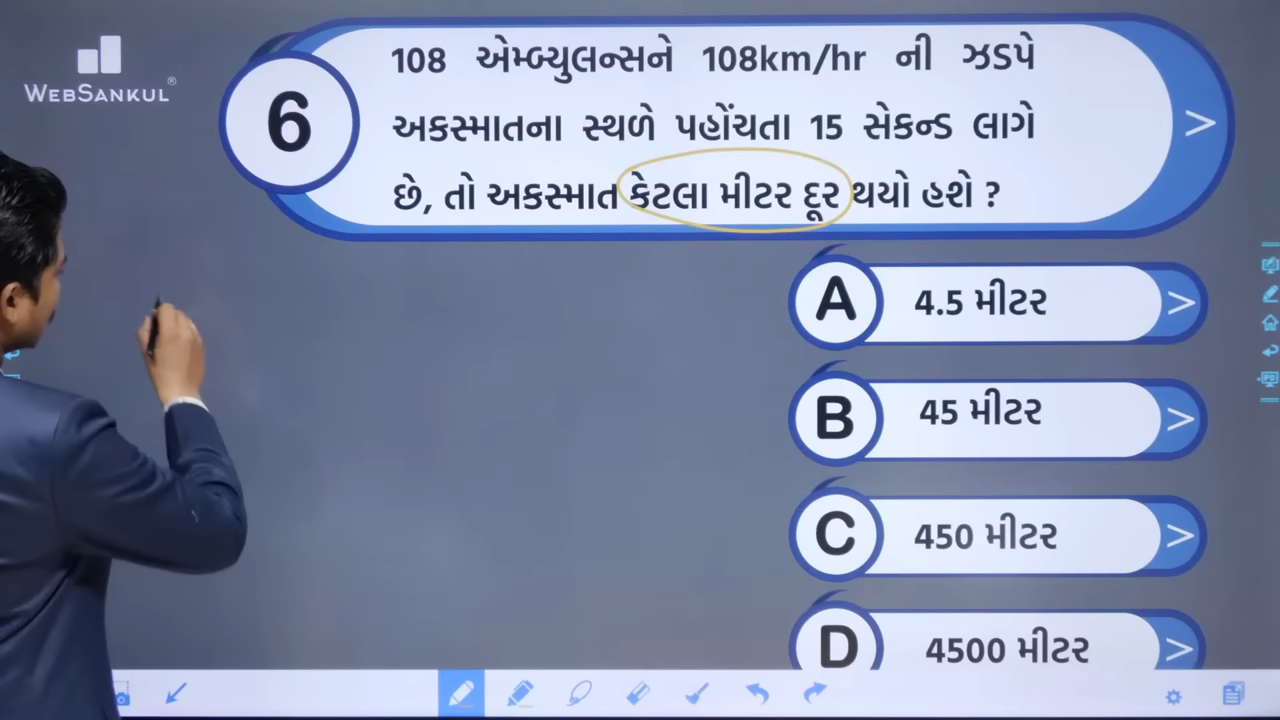 WEBSANKUL®
6
108 એમ્બ્યુલન્સને 108km/hr ની ઝડપે
અકસ્માતના સ્થળે પહોંચતા 15 સેકન્ડ લાગે
છે, તો અકસ્માત કેટલા મીટર દૂર થયો હશે ?
A 4.5 મીટર
B 45 મીટર
C 450 મીટર
D 4500 મીટર